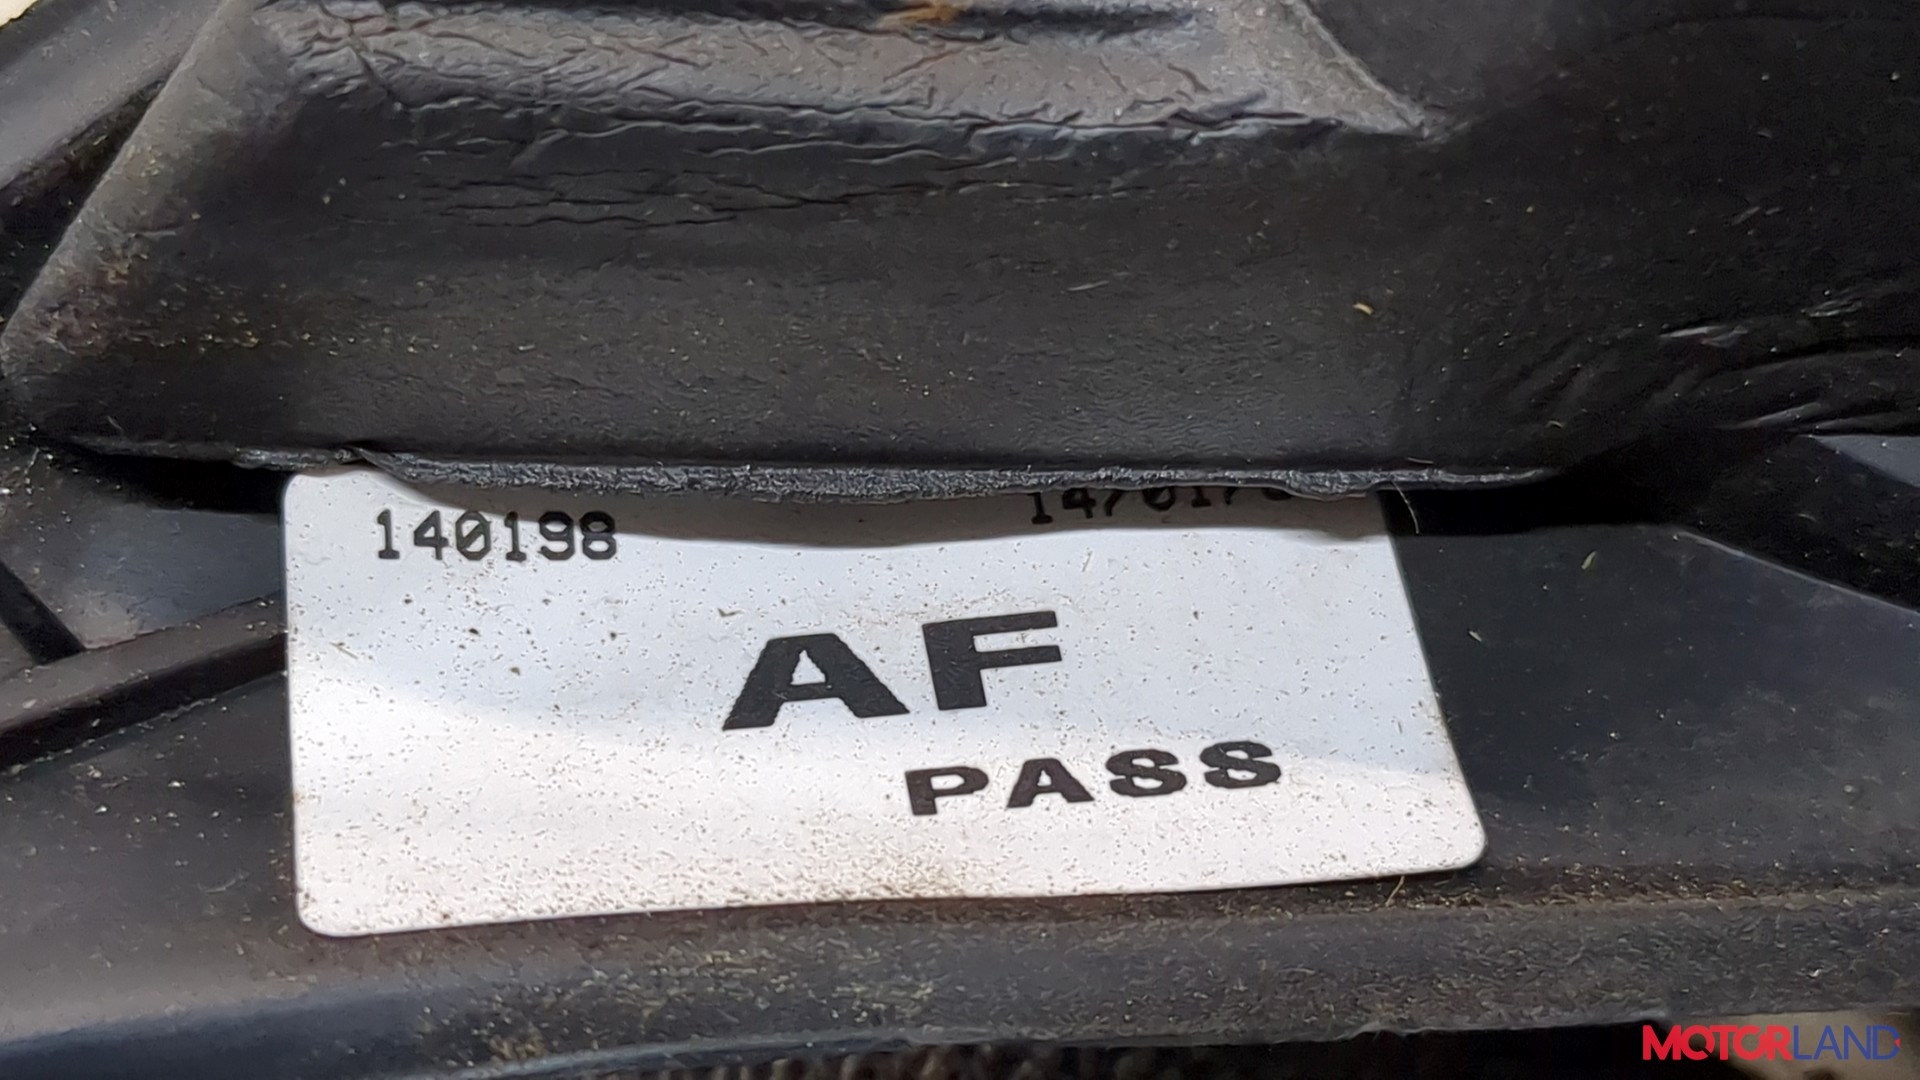 140198
AF
PASS
MOTORLAND